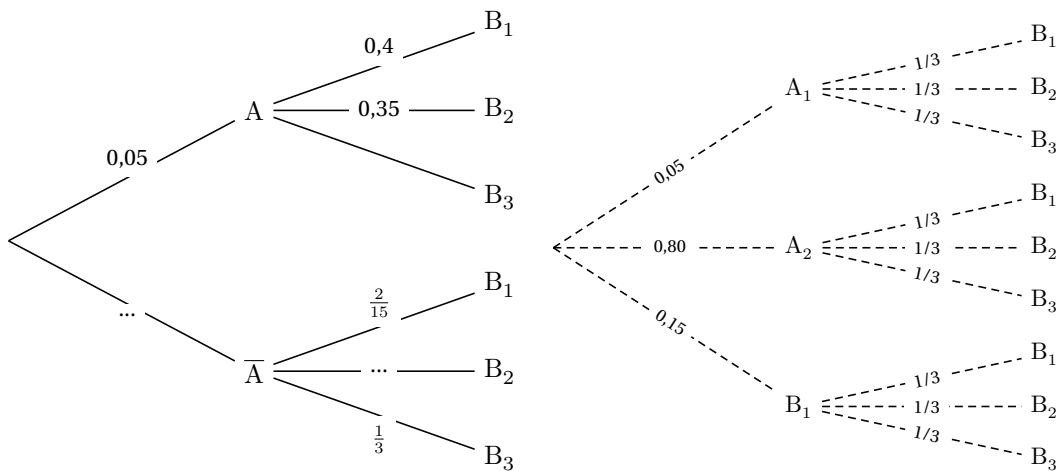 B₁
0,4
A
0,35
B₂
0,05
B₃
...
B₁
2/15
A̅
...
B₂
1/3
B₃
B₁
1/3
A₁
1/3
B₂
1/3
B₃
0,05
B₁
1/3
0,80
A₂
1/3
B₂
1/3
B₃
0,15
B₁
1/3
B₁
1/3
B₂
1/3
B₃